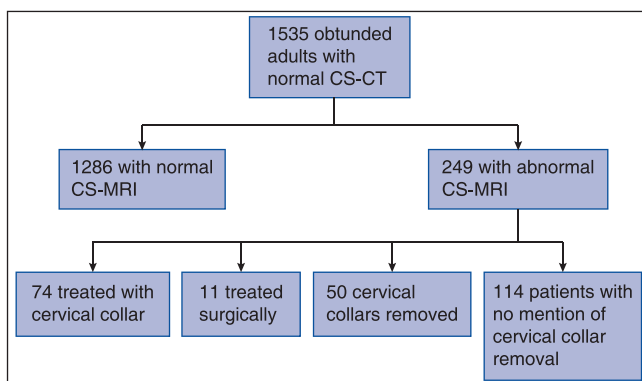 1535 obtunded
adults with
normal CS-CT
1286 with normal
CS-MRI
249 with abnormal
CS-MRI
74 treated with
cervical collar
11 treated
surgically
50 cervical
collars removed
114 patients with
no mention of
cervical collar
removal